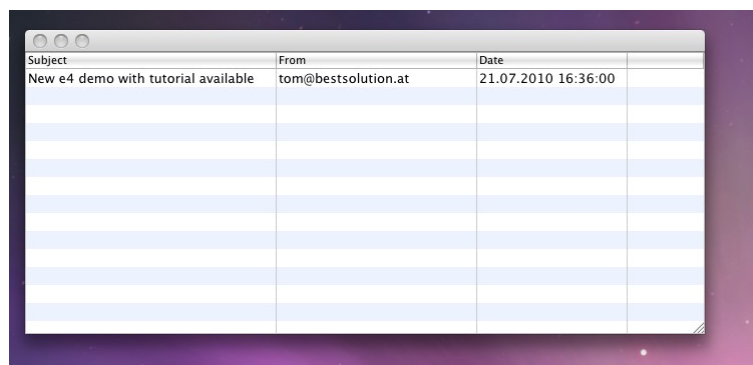 Subject From Date
New e4 demo with tutorial available tom@bestsolution.at 21.07.2010 16:36:00